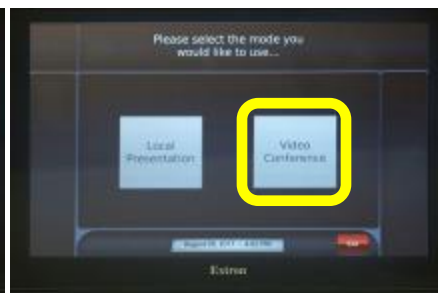 Please select the mode you
would like to use...
Local
Presentation
Video
Conference
Extron